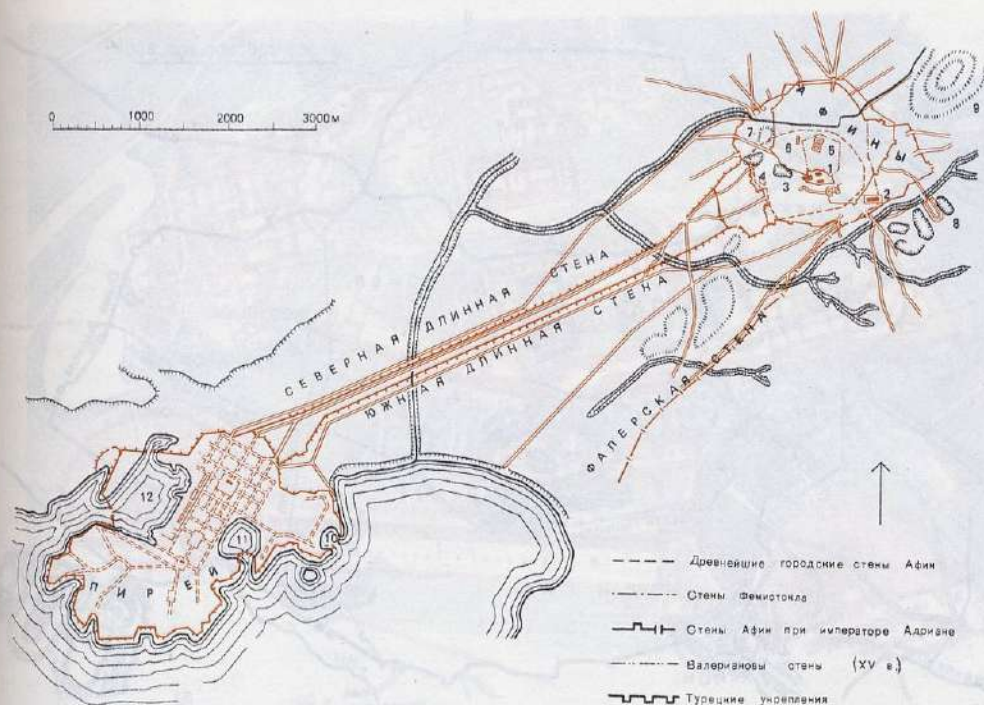 0 1000 2000 3000м
АФИНЫ
9
7
6
5
4
1
3
2
8
СЕВЕРНАЯ ДЛИННАЯ СТЕНА
ЮЖНАЯ ДЛИННАЯ СТЕНА
ФАЛЕРСКАЯ СТЕНА
12
11
10
ПИРЕЙ
Древнейшие городские стены Афин
Стены Фемистокла
Стены Афин при императоре Адриане
Валериановы стены (XV в.)
Турецкие укрепления